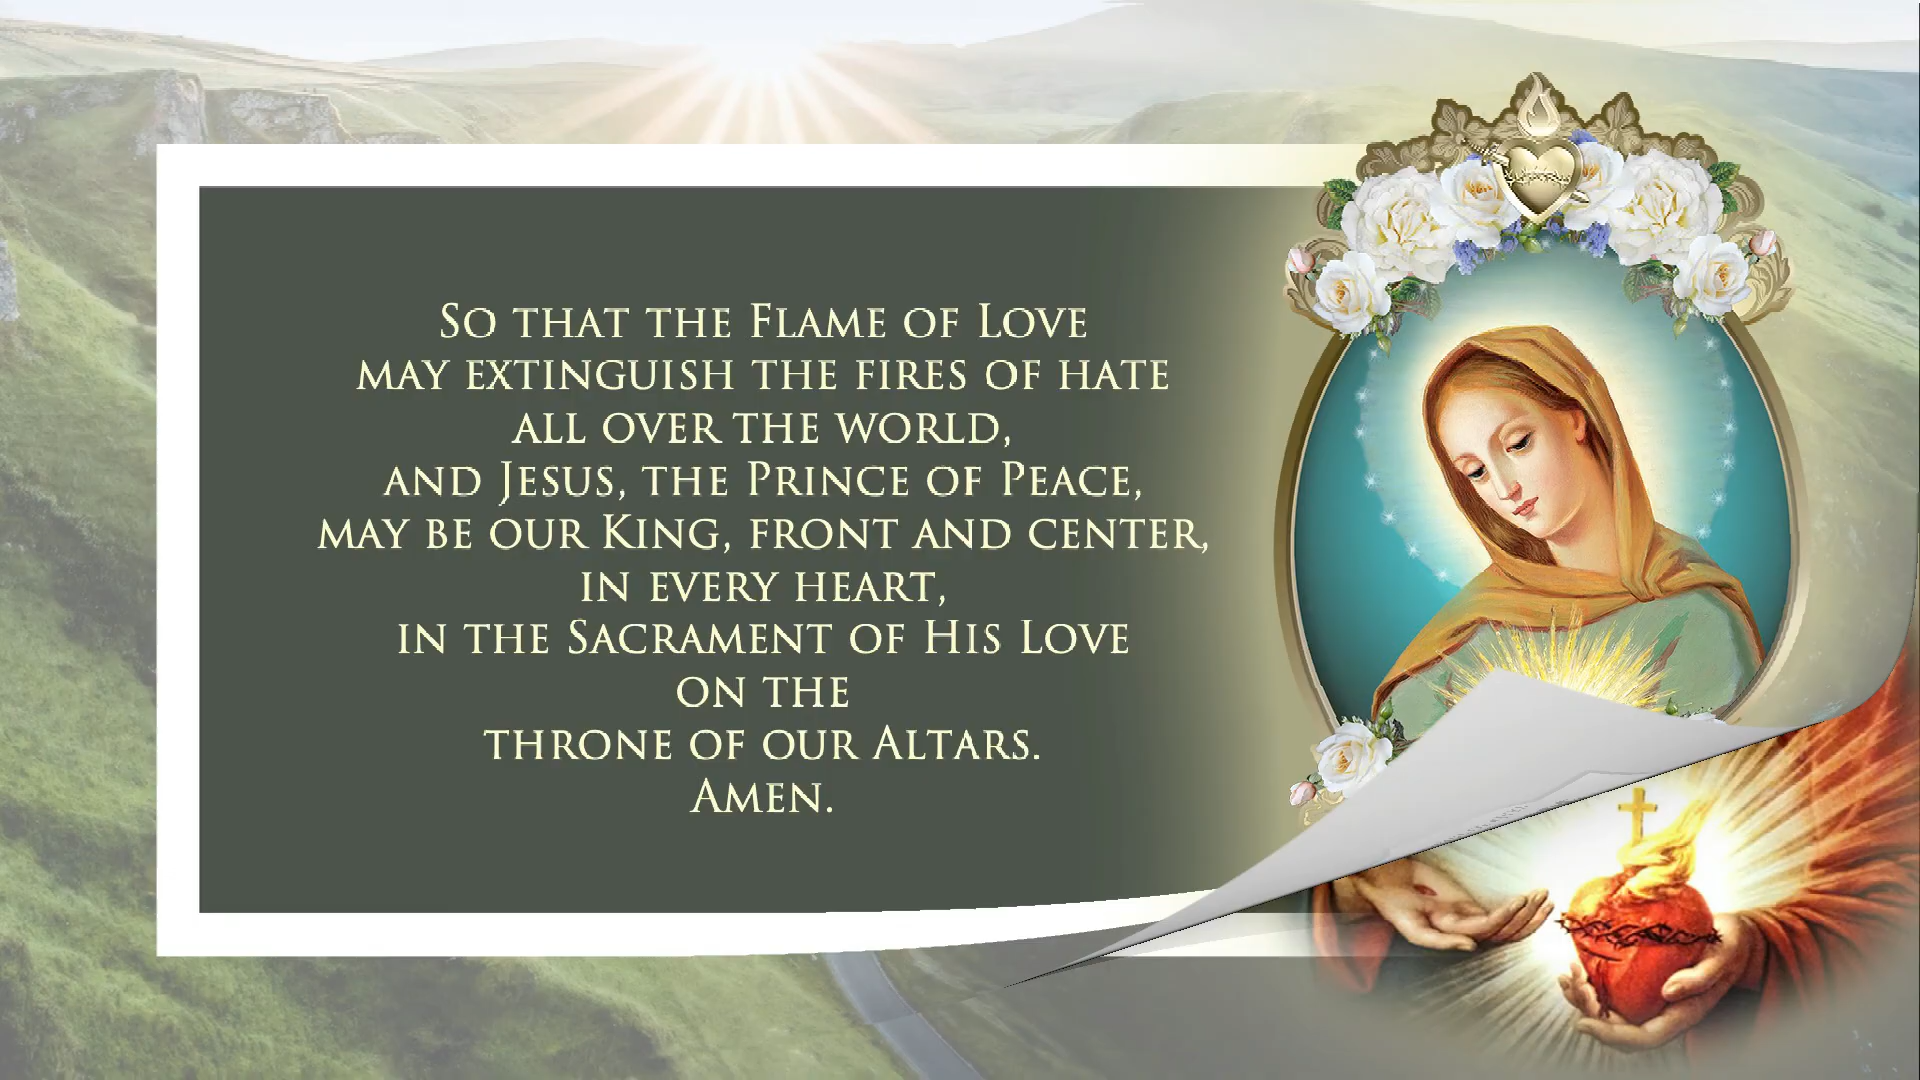 So that the Flame of Love
may extinguish the fires of hate
all over the world,
and Jesus, the Prince of Peace,
may be our King, front and center,
in every heart,
in the Sacrament of His Love
on the
throne of our Altars.
Amen.